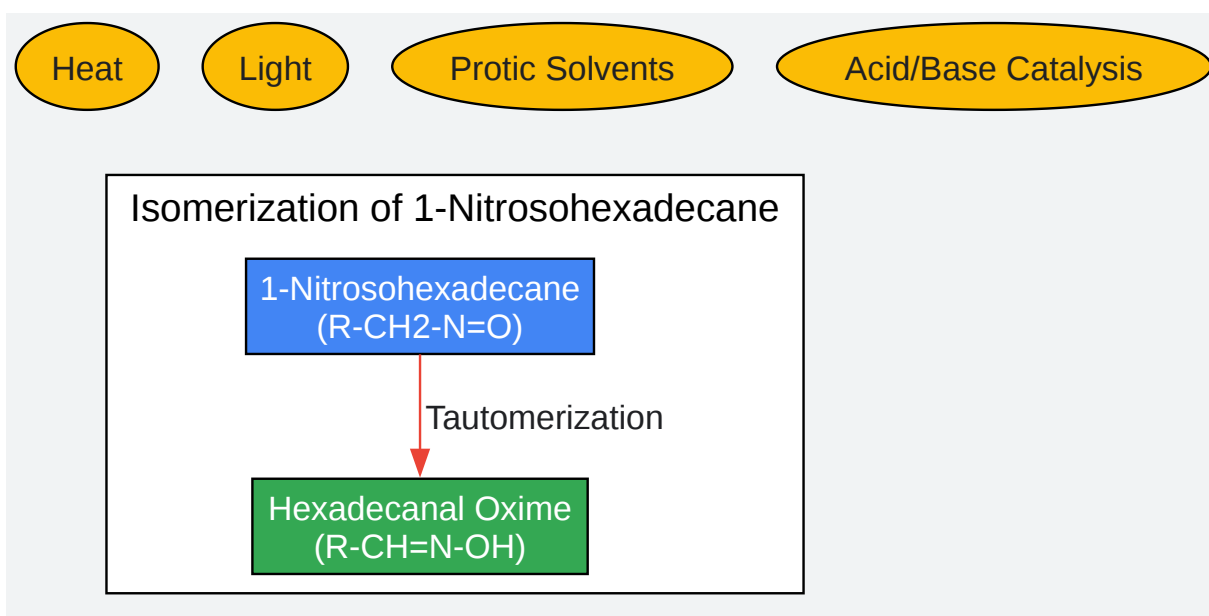 Heat
Light
Protic Solvents
Acid/Base Catalysis
Isomerization of 1-Nitrosohexadecane
1-Nitrosohexadecane
(R-CH2-N=O)
Tautomerization
Hexadecanal Oxime
(R-CH=N-OH)